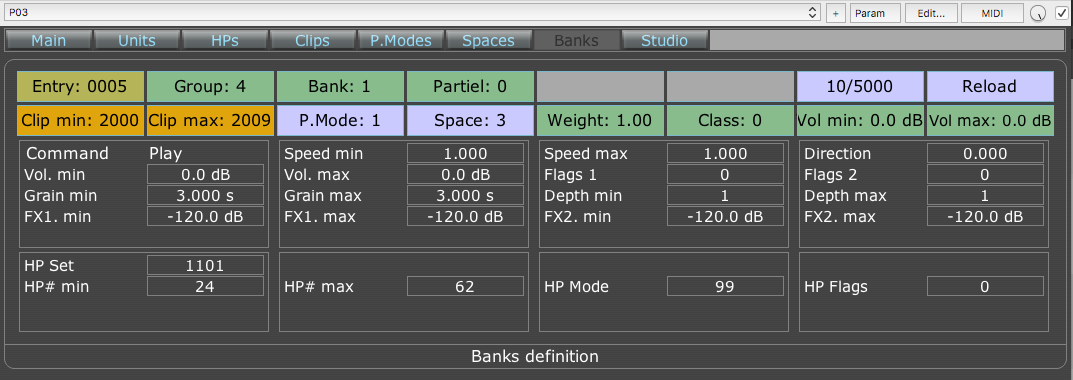 P03 + Param Edit... MIDI
Main Units HPs Clips P.Modes Spaces Banks Studio
Entry: 0005 Group: 4 Bank: 1 Partiel: 0 10/5000 Reload
Clip min: 2000 Clip max: 2009 P.Mode: 1 Space: 3 Weight: 1.00 Class: 0 Vol min: 0.0 dB Vol max: 0.0 dB
Command Play Speed min 1.000 Speed max 1.000 Direction 0.000
Vol. min 0.0 dB Vol. max 0.0 dB Flags 1 0 Flags 2 0
Grain min 3.000 s Grain max 3.000 s Depth min 1 Depth max 1
FX1. min -120.0 dB FX1. max -120.0 dB FX2. min -120.0 dB FX2. max -120.0 dB
HP Set 1101
HP# min 24 HP# max 62 HP Mode 99 HP Flags 0
Banks definition